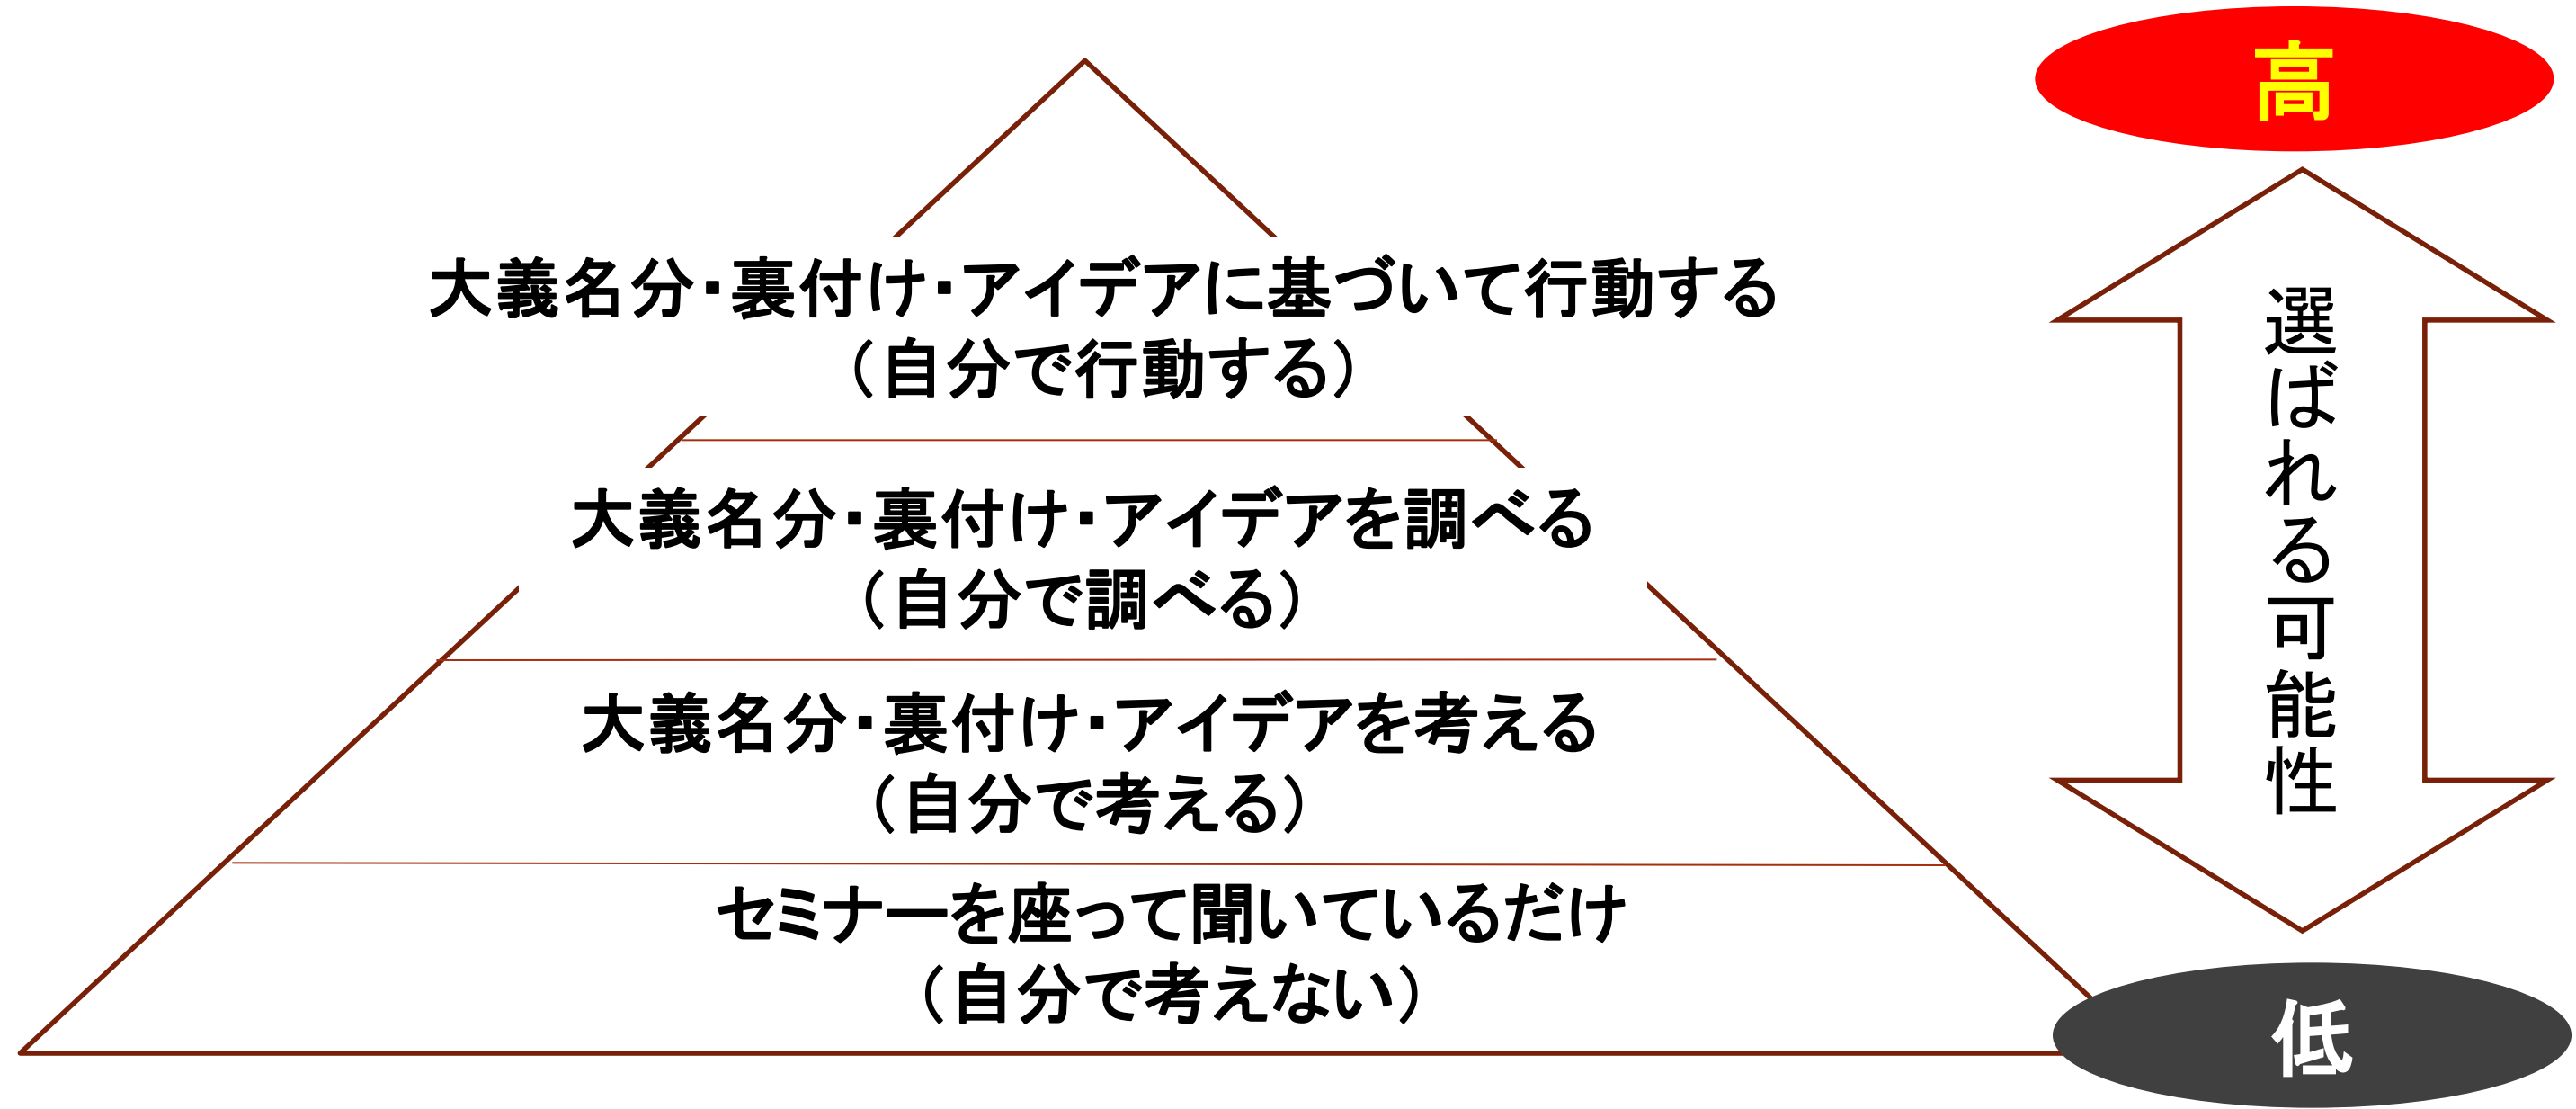 大義名分・裏付け・アイデアに基づいて行動する
（自分で行動する）
大義名分・裏付け・アイデアを調べる
（自分で調べる）
大義名分・裏付け・アイデアを考える
（自分で考える）
セミナーを座って聞いているだけ
（自分で考えない）
高
選ばれる可能性
低